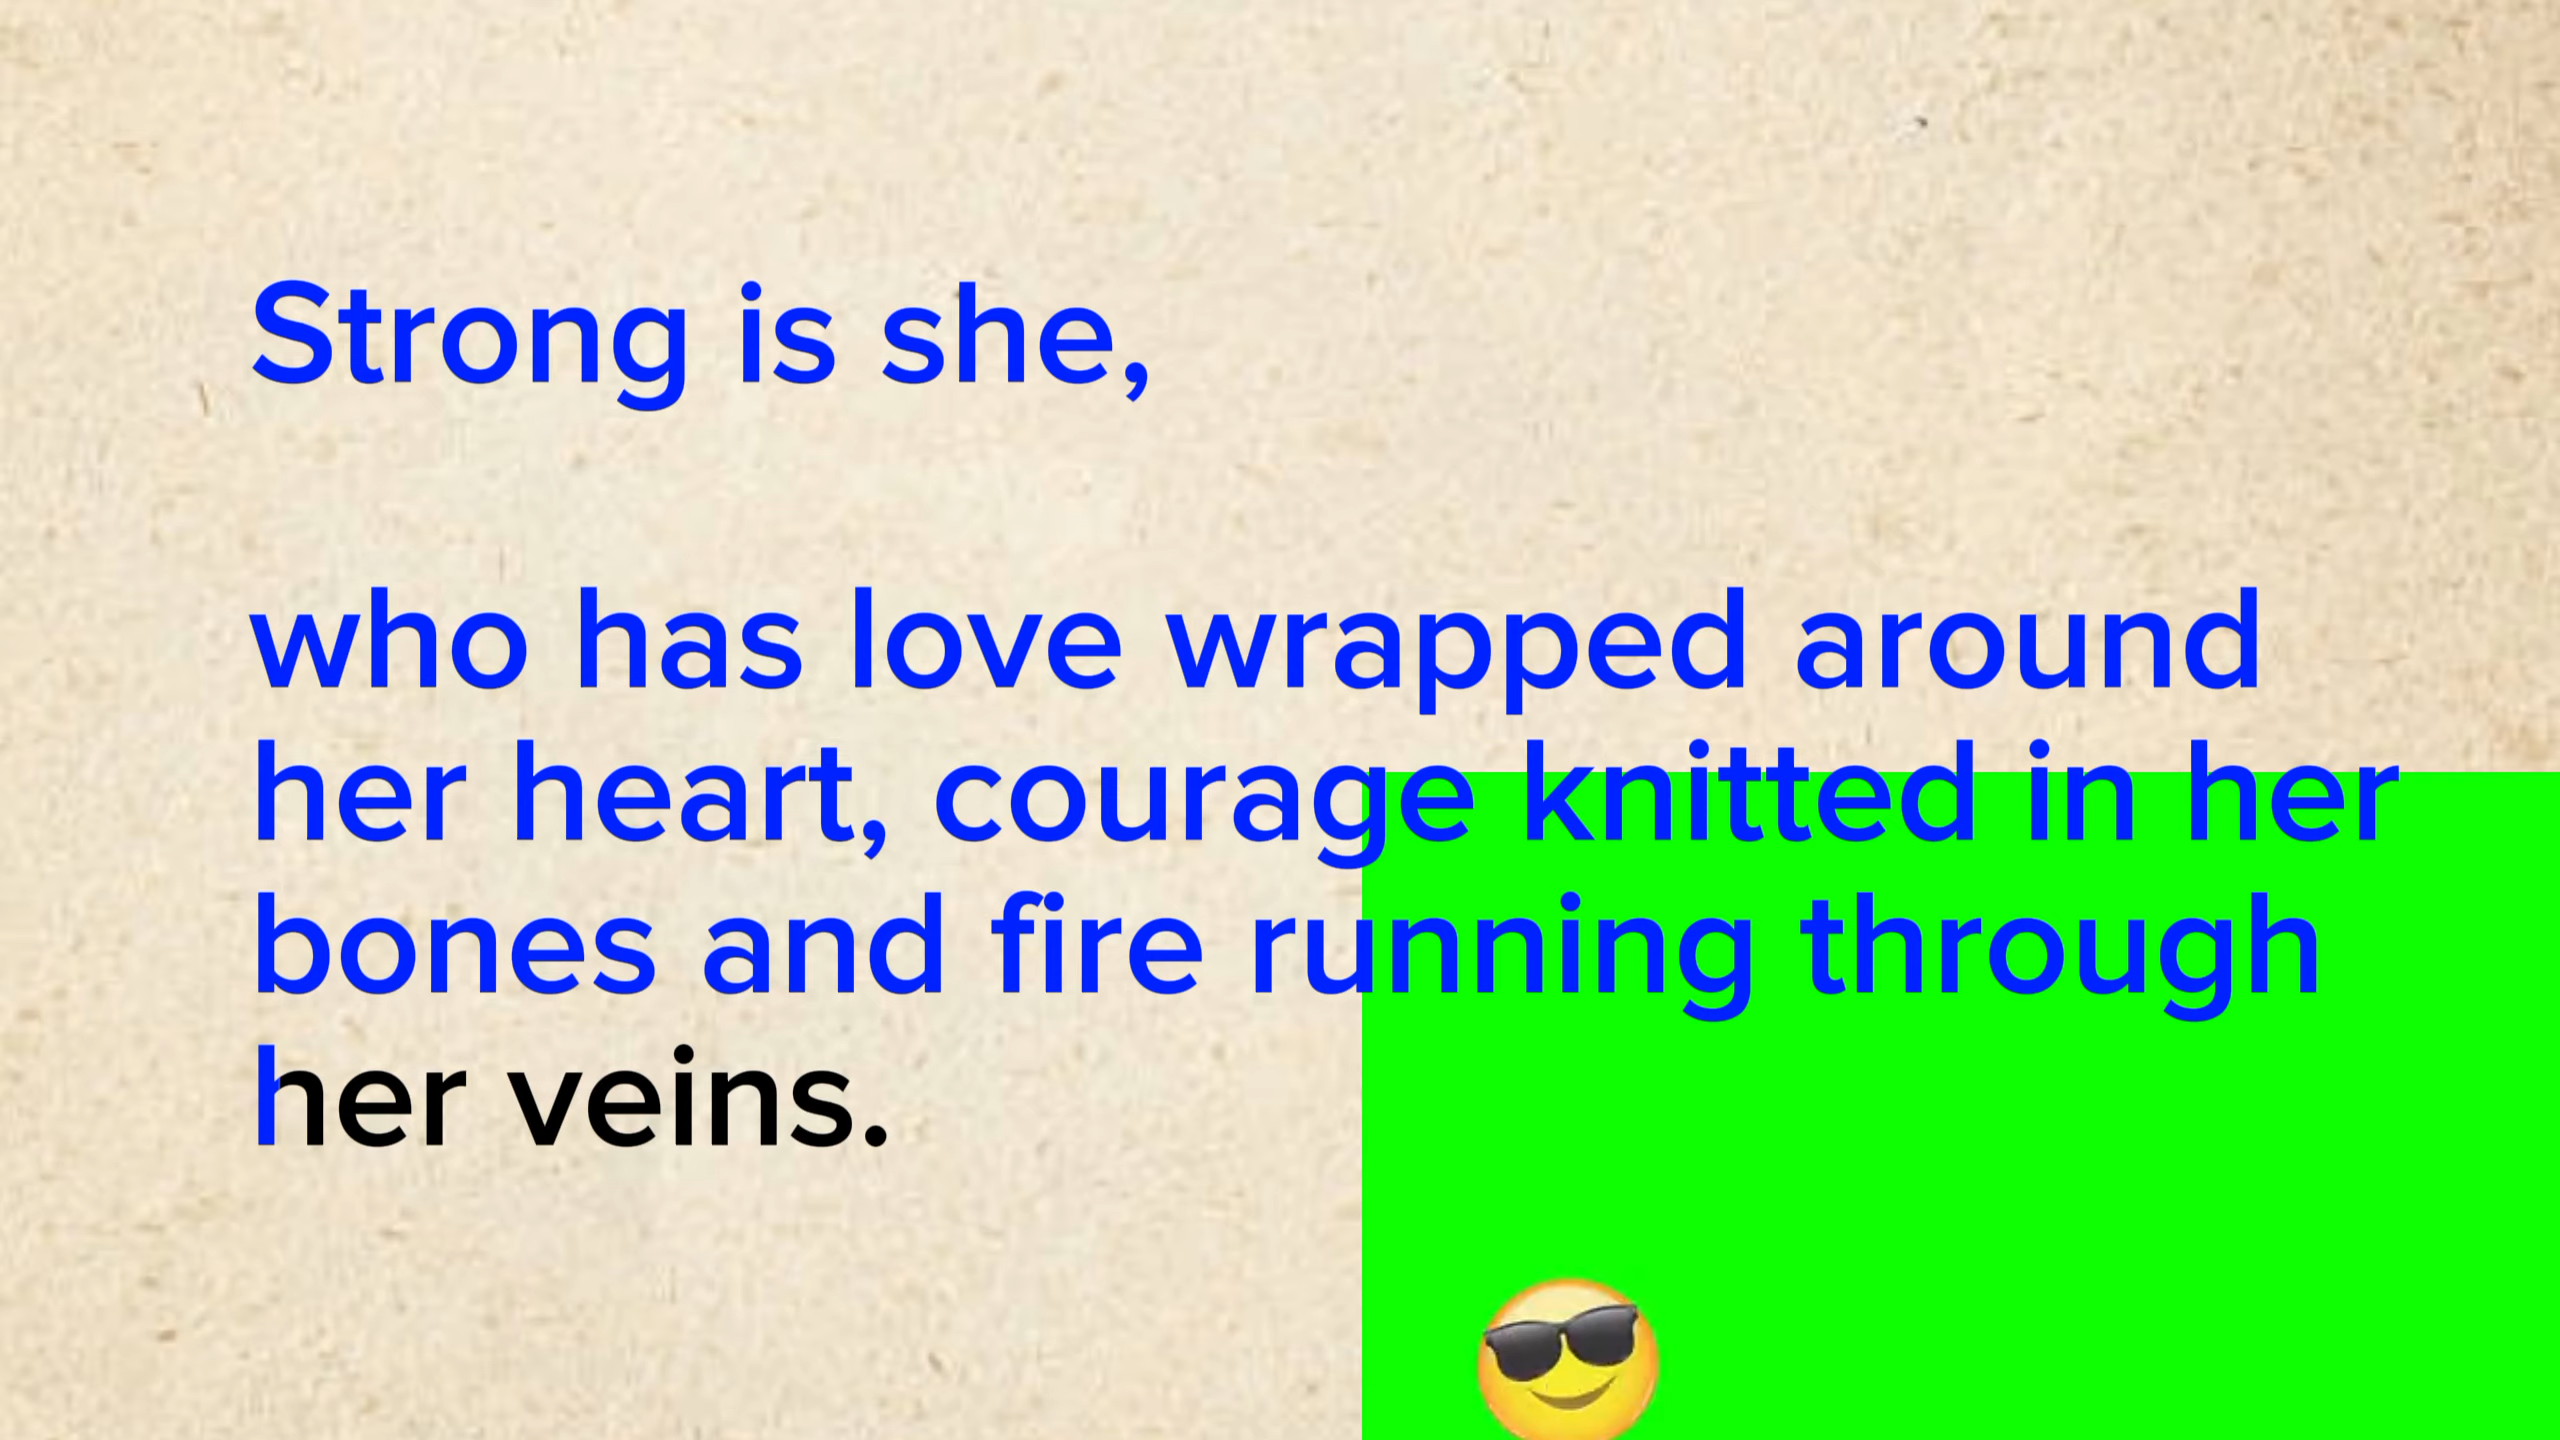 Strong is she,
who has love wrapped around
her heart, courage knitted in her
bones and fire running through
her veins.